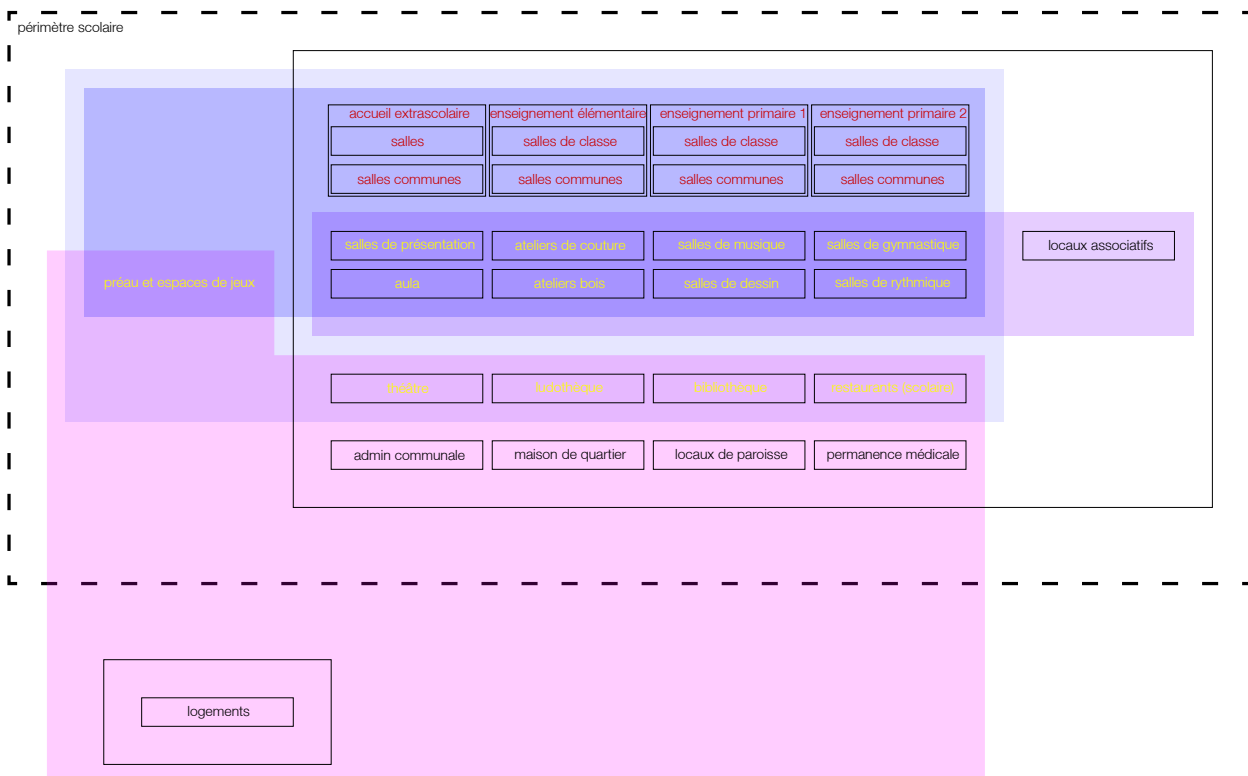 périmètre scolaire
accueil extrascolaire enseignement élémentaire enseignement primaire 1 enseignement primaire 2
salles salles de classe salles de classe salles de classe
salles communes salles communes salles communes salles communes
salles de présentation ateliers de couture salles de musique salles de gymnastique locaux associatifs
préau et espaces de jeux aula ateliers bois salles de dessin salles de rythmique
théâtre ludothèque bibliothèque restaurants (scolaire)
admin communale maison de quartier locaux de paroisse permanence médicale
logements